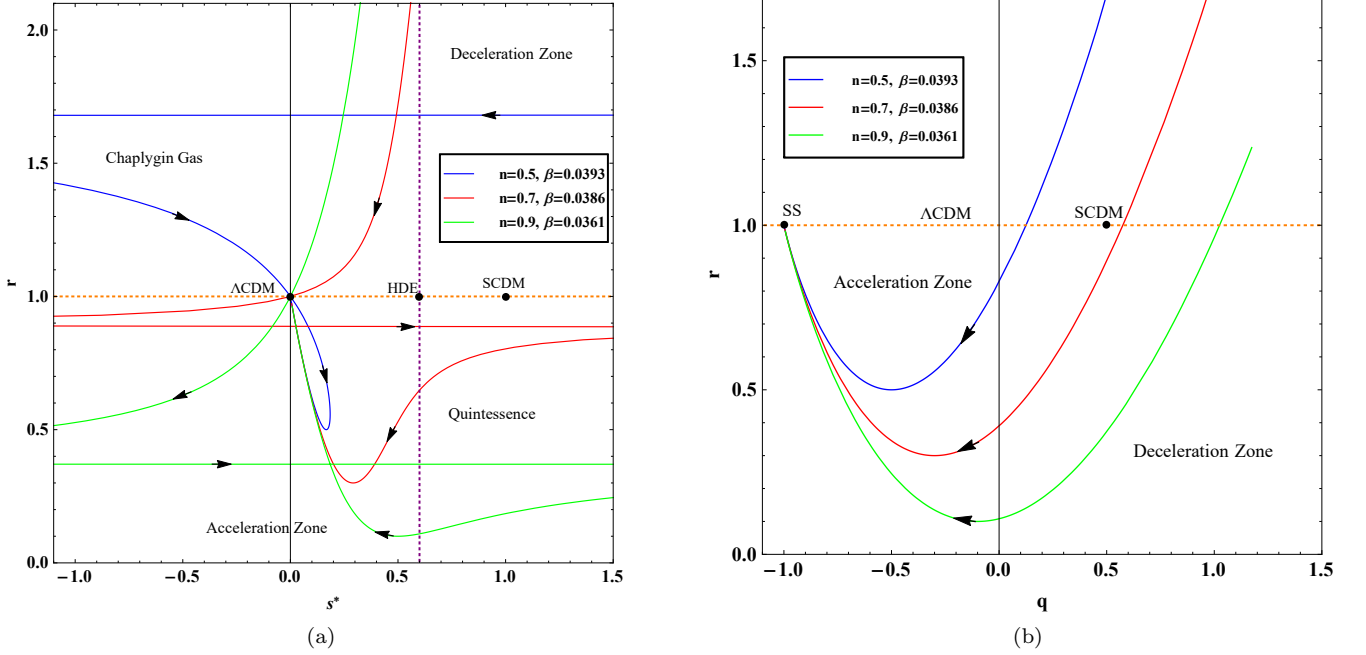 2.0
1.5
1.0
0.5
0.0
−1.0
−0.5
0.0
0.5
1.0
1.5
r
s*
Deceleration Zone
Chaplygin Gas
n=0.5, β=0.0393
n=0.7, β=0.0386
n=0.9, β=0.0361
ΛCDM
HDE
SCDM
Quintessence
Acceleration Zone
(a)
1.5
1.0
0.5
0.0
−1.0
−0.5
0.0
0.5
1.0
1.5
r
q
n=0.5, β=0.0393
n=0.7, β=0.0386
n=0.9, β=0.0361
SS
ΛCDM
SCDM
Acceleration Zone
Deceleration Zone
(b)